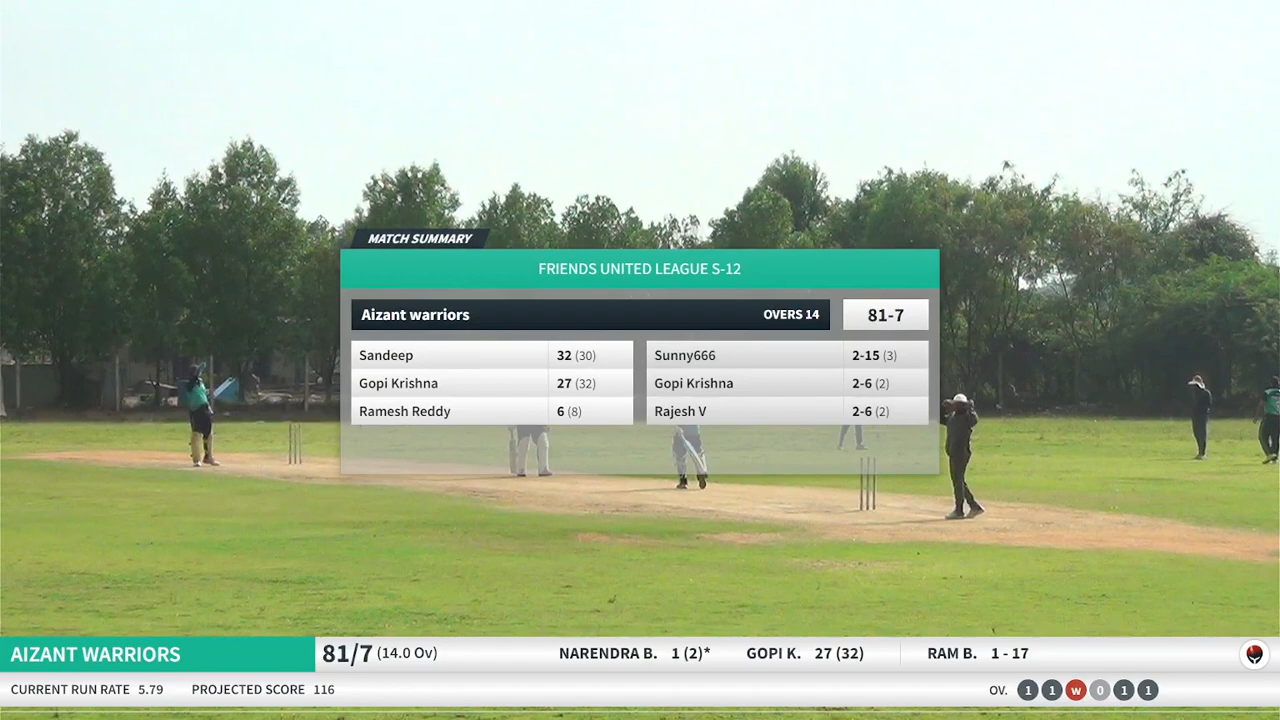 MATCH SUMMARY
FRIENDS UNITED LEAGUE S-12
Aizant warriors OVERS 14 81-7
Sandeep 32 (30) Sunny666 2-15 (3)
Gopi Krishna 27 (32) Gopi Krishna 2-6 (2)
Ramesh Reddy 6 (8) Rajesh V 2-6 (2)
AIZANT WARRIORS 81/7 (14.0 Ov) NARENDRA B. 1 (2)* GOPI K. 27 (32) RAM B. 1 - 17
CURRENT RUN RATE 5.79 PROJECTED SCORE 116 OV. 1 1 W 0 1 1